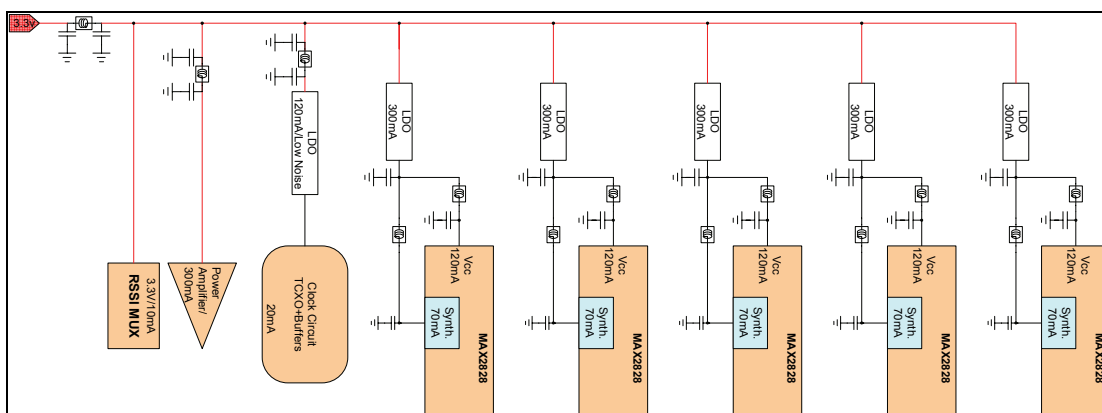 3.3V
LDO
120mA/Low Noise
LDO
300mA
LDO
300mA
LDO
300mA
LDO
300mA
LDO
300mA
3.3V/10mA
RSSI MUX
Power
Amplifier/
300mA
Clock Circuit
TCXO+Buffers
20mA
Vcc
120mA
Synth.
70mA
MAX2828
Vcc
120mA
Synth.
70mA
MAX2828
Vcc
120mA
Synth.
70mA
MAX2828
Vcc
120mA
Synth.
70mA
MAX2828
Vcc
120mA
Synth.
70mA
MAX2828